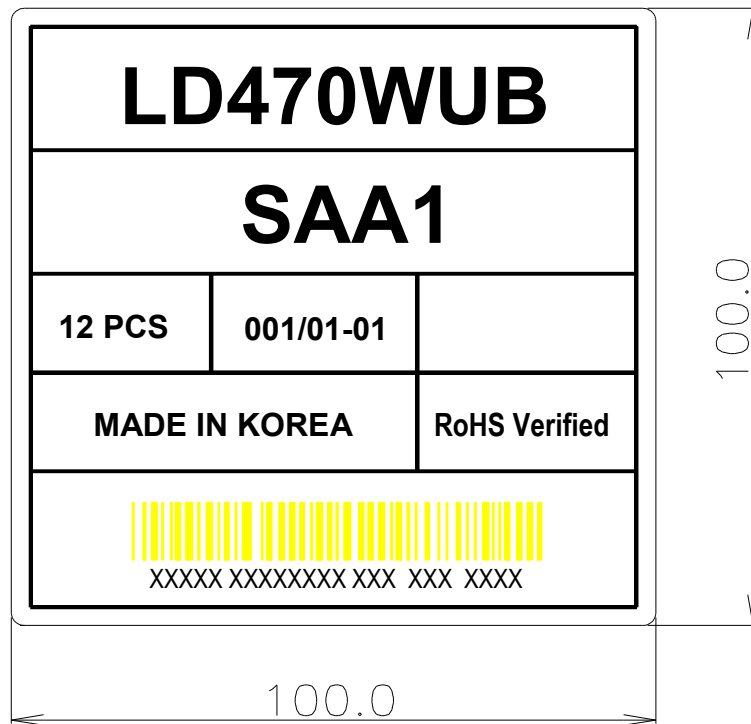 LD470WUB
SAA1
12 PCS 001/01-01
MADE IN KOREA RoHS Verified
XXXXX XXXXXXXX XXX XXX XXXX
100.0
100.0